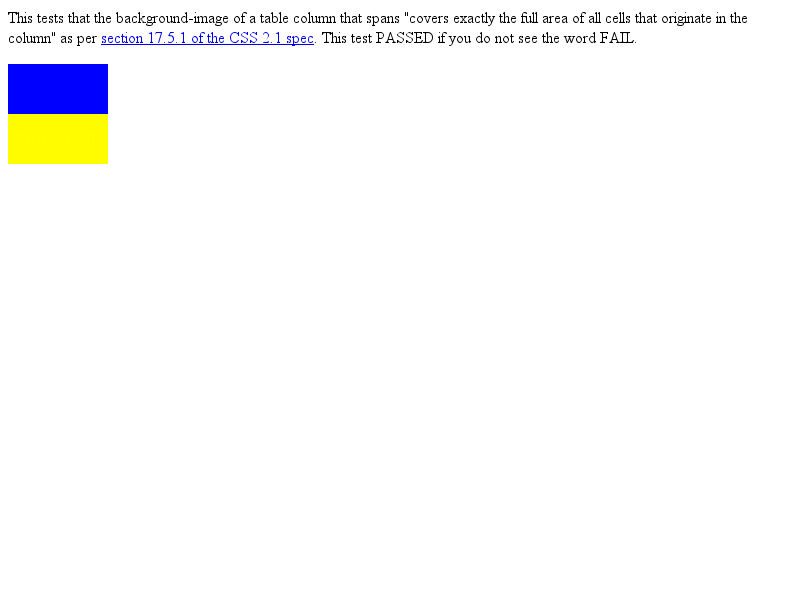 This tests that the background-image of a table column that spans "covers exactly the full area of all cells that originate in the
column" as per section 17.5.1 of the CSS 2.1 spec. This test PASSED if you do not see the word FAIL.